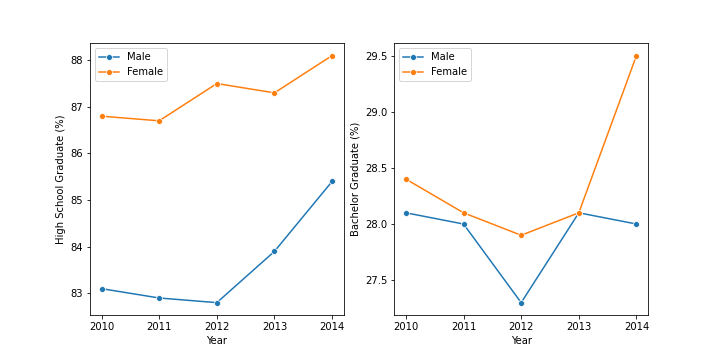 Male
Female
88
87
86
85
84
83
High School Graduate (%)
2010 2011 2012 2013 2014
Year
Male
Female
29.5
29.0
28.5
28.0
27.5
Bachelor Graduate (%)
2010 2011 2012 2013 2014
Year